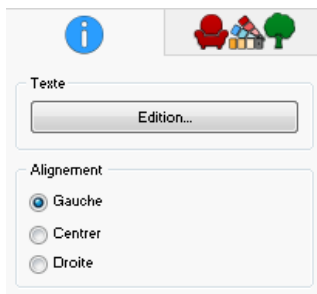 Texte
Edition...
Alignement
Gauche
Centrer
Droite